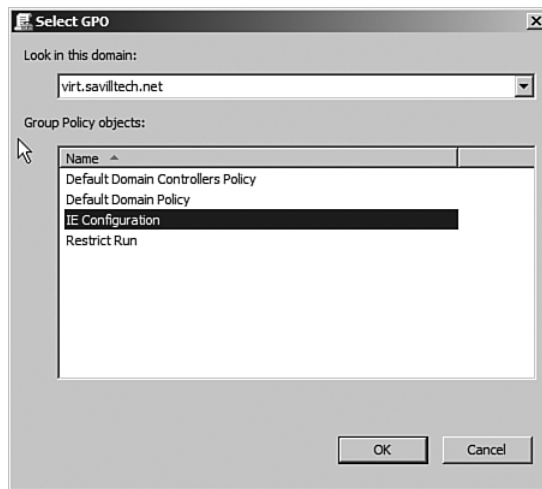 Select GPO
Look in this domain:
virt.savilltech.net
Group Policy objects:
Name
Default Domain Controllers Policy
Default Domain Policy
IE Configuration
Restrict Run
OK Cancel